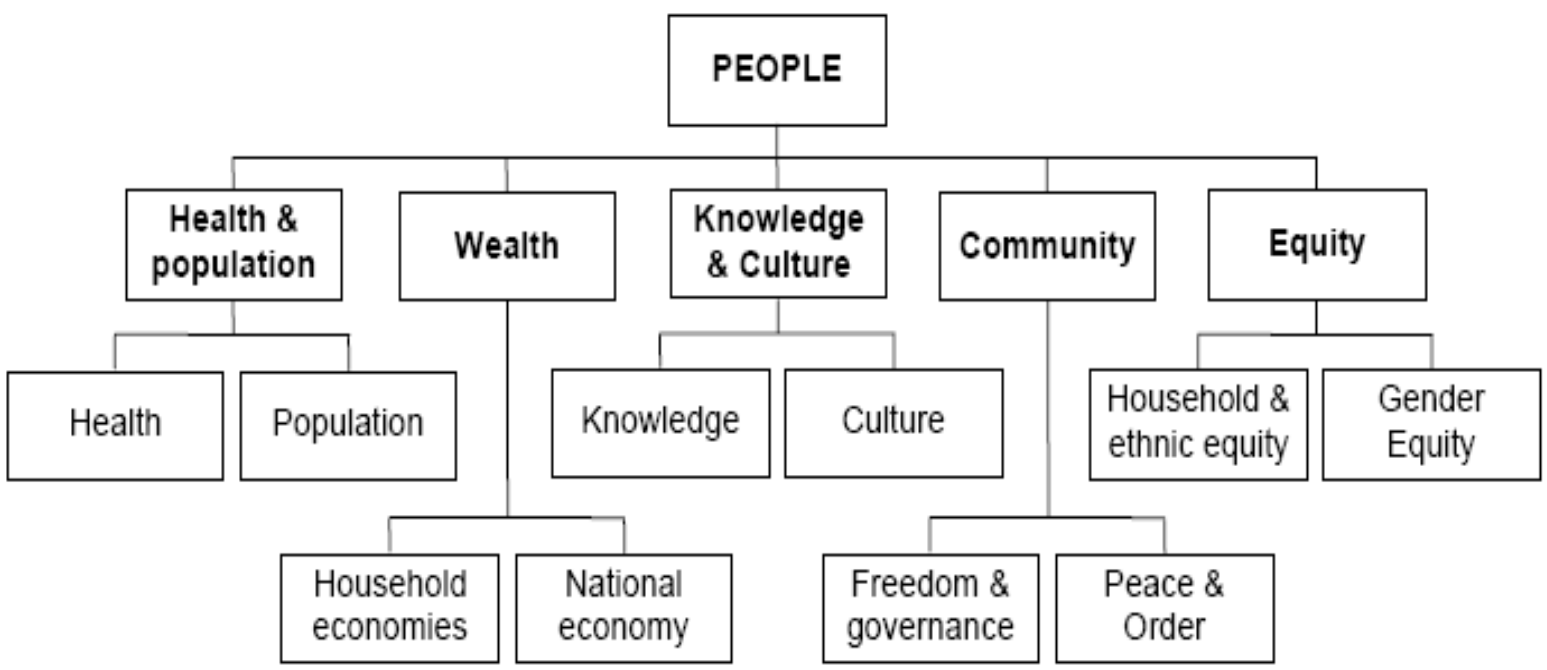 PEOPLE
Health &
population
Wealth
Knowledge
& Culture
Community
Equity
Health
Population
Knowledge
Culture
Household &
ethnic equity
Gender
Equity
Household
economies
National
economy
Freedom &
governance
Peace &
Order